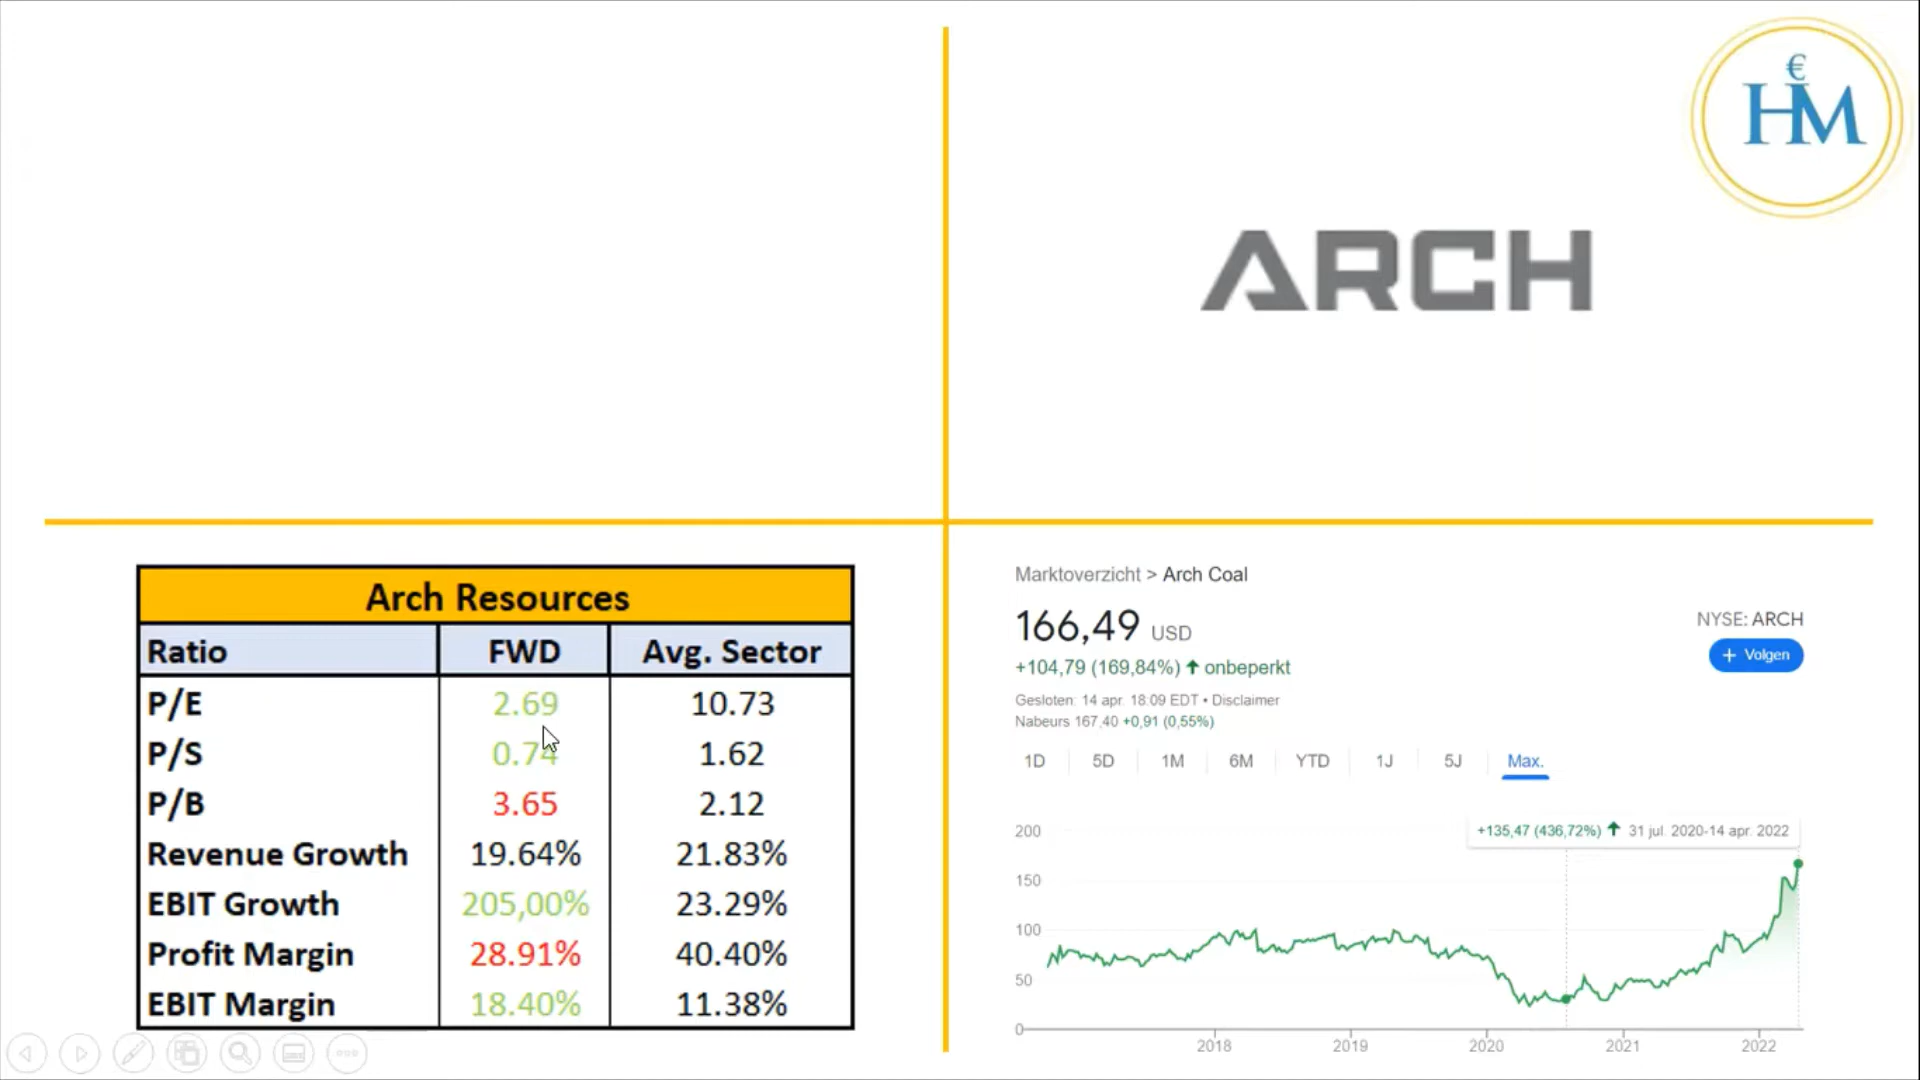 €
HM
ARCH
Arch Resources
Ratio FWD Avg. Sector
P/E 2.69 10.73
P/S 0.74 1.62
P/B 3.65 2.12
Revenue Growth 19.64% 21.83%
EBIT Growth 205,00% 23.29%
Profit Margin 28.91% 40.40%
EBIT Margin 18.40% 11.38%
Marktoverzicht > Arch Coal
166,49 USD
NYSE: ARCH
+104,79 (169,84%) ↑ onbeperkt
+ Volgen
Gesloten: 14 apr. 18:09 EDT • Disclaimer
Nabeurs 167,40 +0,91 (0,55%)
1D 5D 1M 6M YTD 1J 5J Max.
+135,47 (436,72%) ↑ 31 jul. 2020-14 apr. 2022
200
150
100
50
0
2018 2019 2020 2021 2022